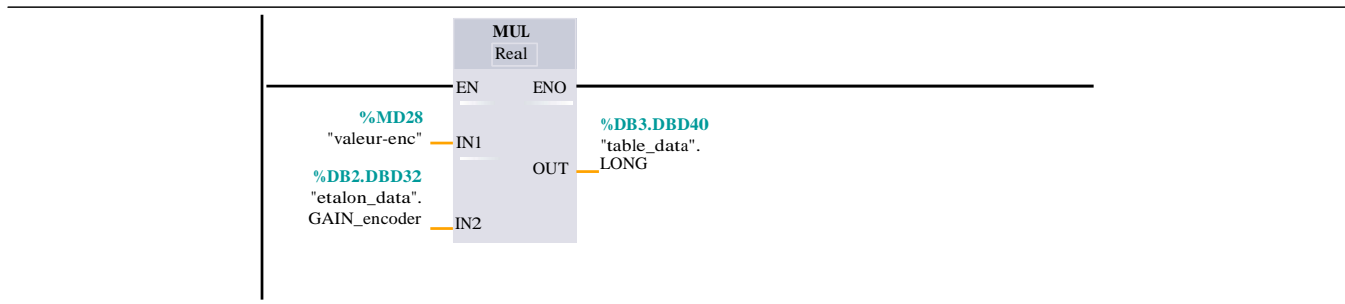 MUL
Real
EN
ENO
%MD28
"valeur-enc"
IN1
%DB3.DBD40
"table_data".
LONG
OUT
%DB2.DBD32
"etalon_data".
GAIN_encoder
IN2